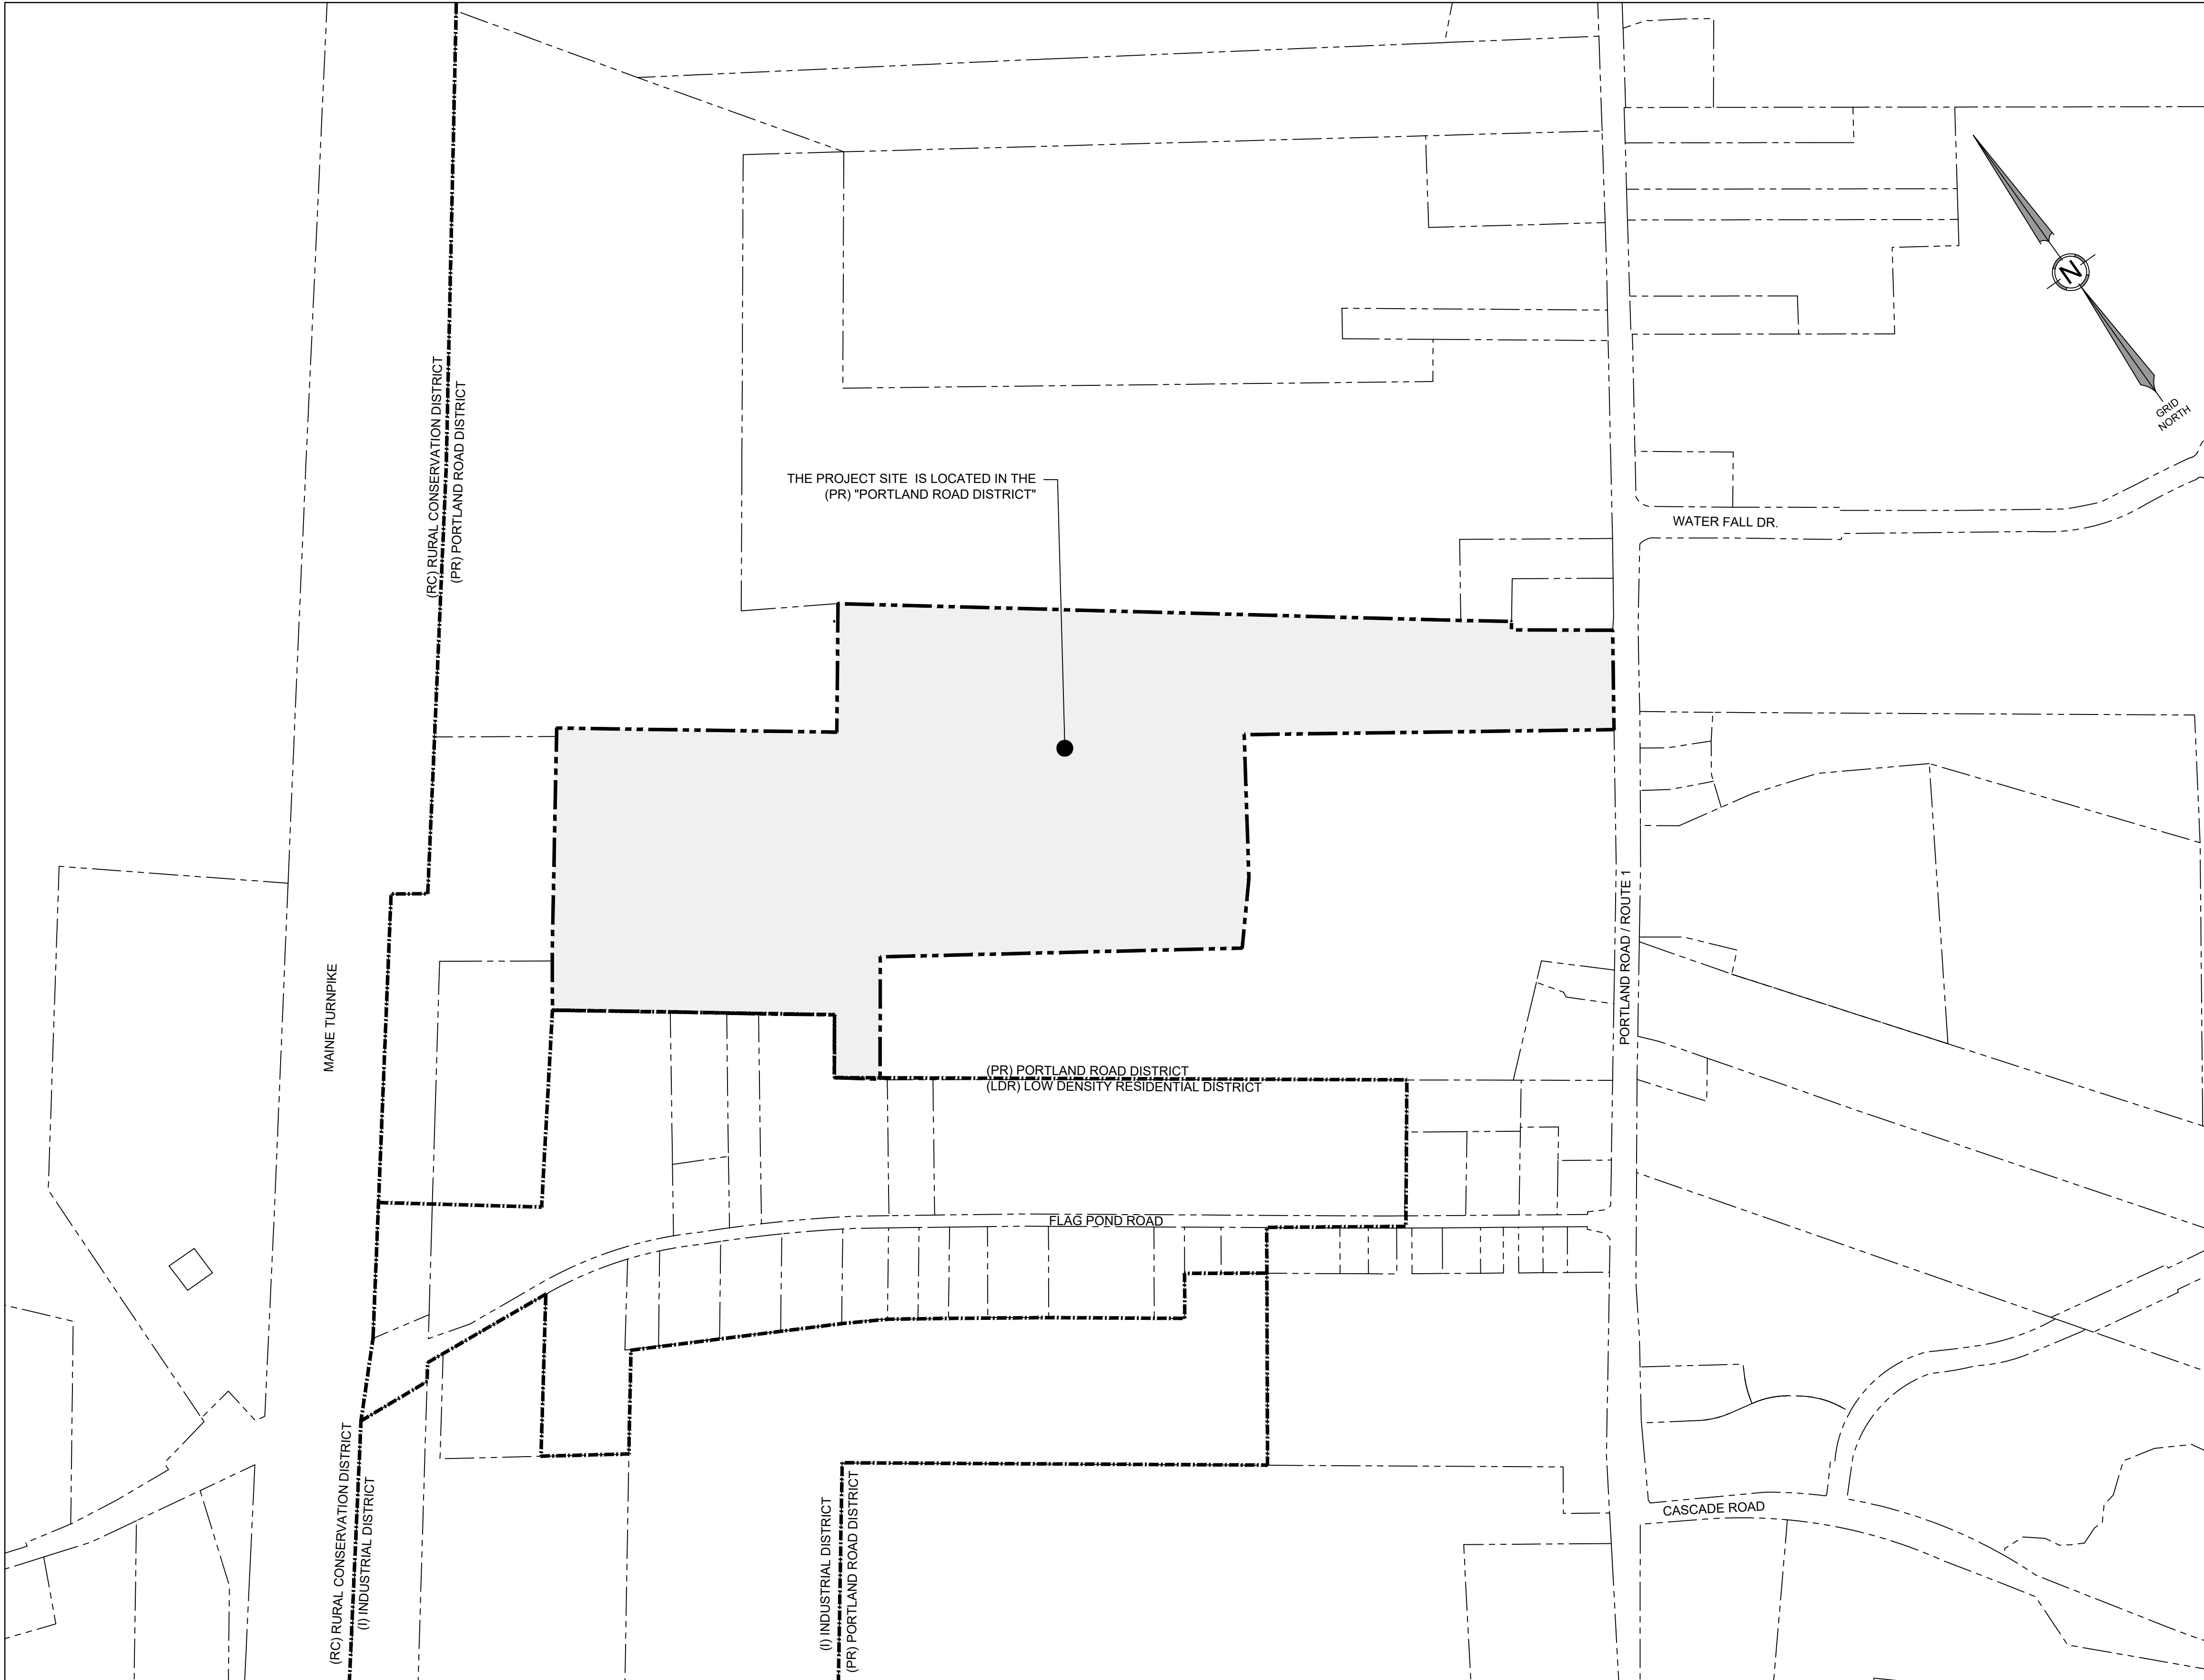 N
GRID
NORTH
(RC) RURAL CONSERVATION DISTRICT
(PR) PORTLAND ROAD DISTRICT
THE PROJECT SITE IS LOCATED IN THE
(PR) "PORTLAND ROAD DISTRICT"
WATER FALL DR.
PORTLAND ROAD / ROUTE 1
MAINE TURNPIKE
(PR) PORTLAND ROAD DISTRICT
(LDR) LOW DENSITY RESIDENTIAL DISTRICT
FLAG POND ROAD
(RC) RURAL CONSERVATION DISTRICT
(I) INDUSTRIAL DISTRICT
(I) INDUSTRIAL DISTRICT
(PR) PORTLAND ROAD DISTRICT
CASCADE ROAD